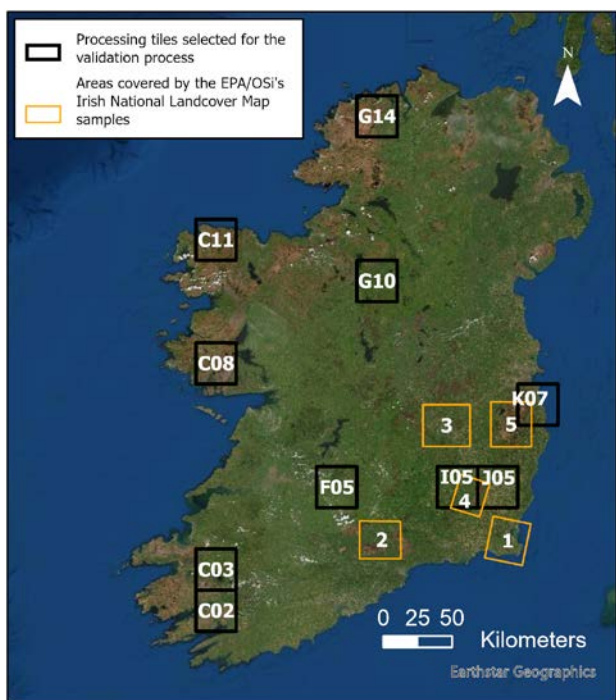 Processing tiles selected for the
validation process
Areas covered by the EPA/OSi's
Irish National Landcover Map
samples
N
G14
C11
G10
C08
K07
3
5
F05
I05
J05
4
2
1
C03
C02
0 25 50
Kilometers
Earthstar Geographics